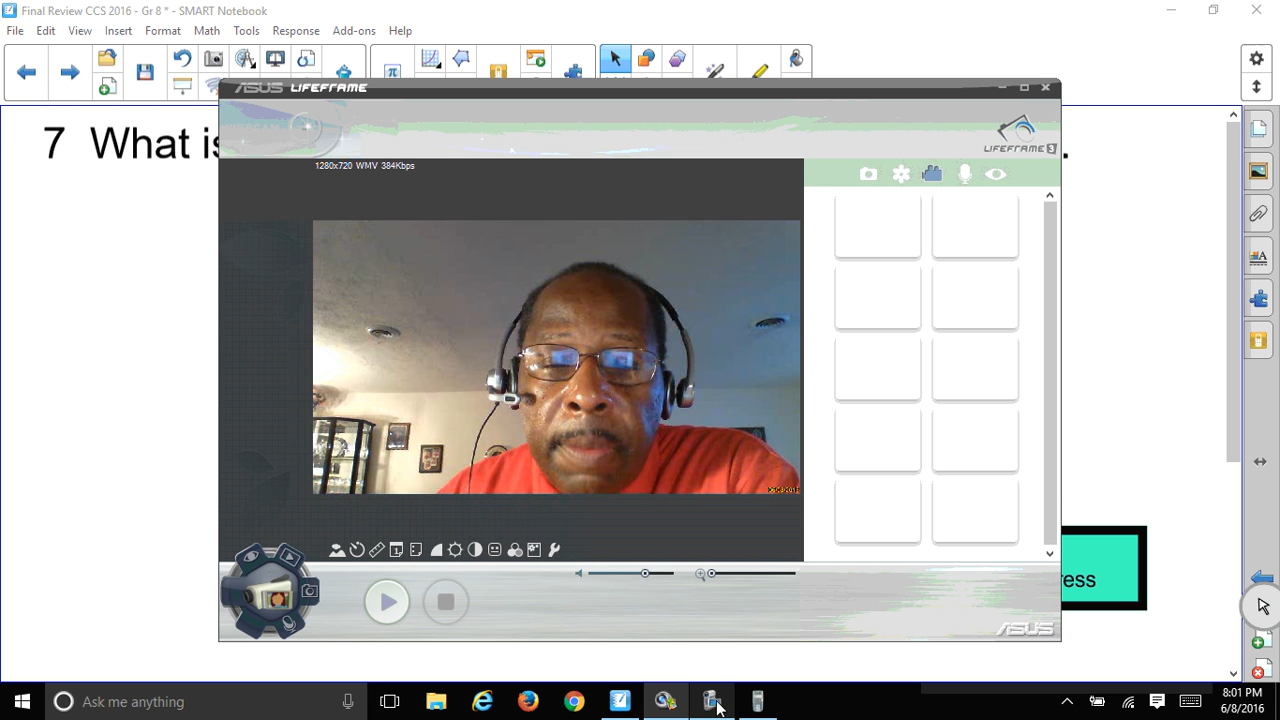 Final Review CCS 2016 - Gr 8 * - SMART Notebook
File Edit View Insert Format Math Tools Response Add-ons Help
ASUS LIFEFRAME
7 What is
LIFEFRAME 3
1280x720 WMV 384Kbps
ress
ASUS
Ask me anything
8:01 PM
6/8/2016